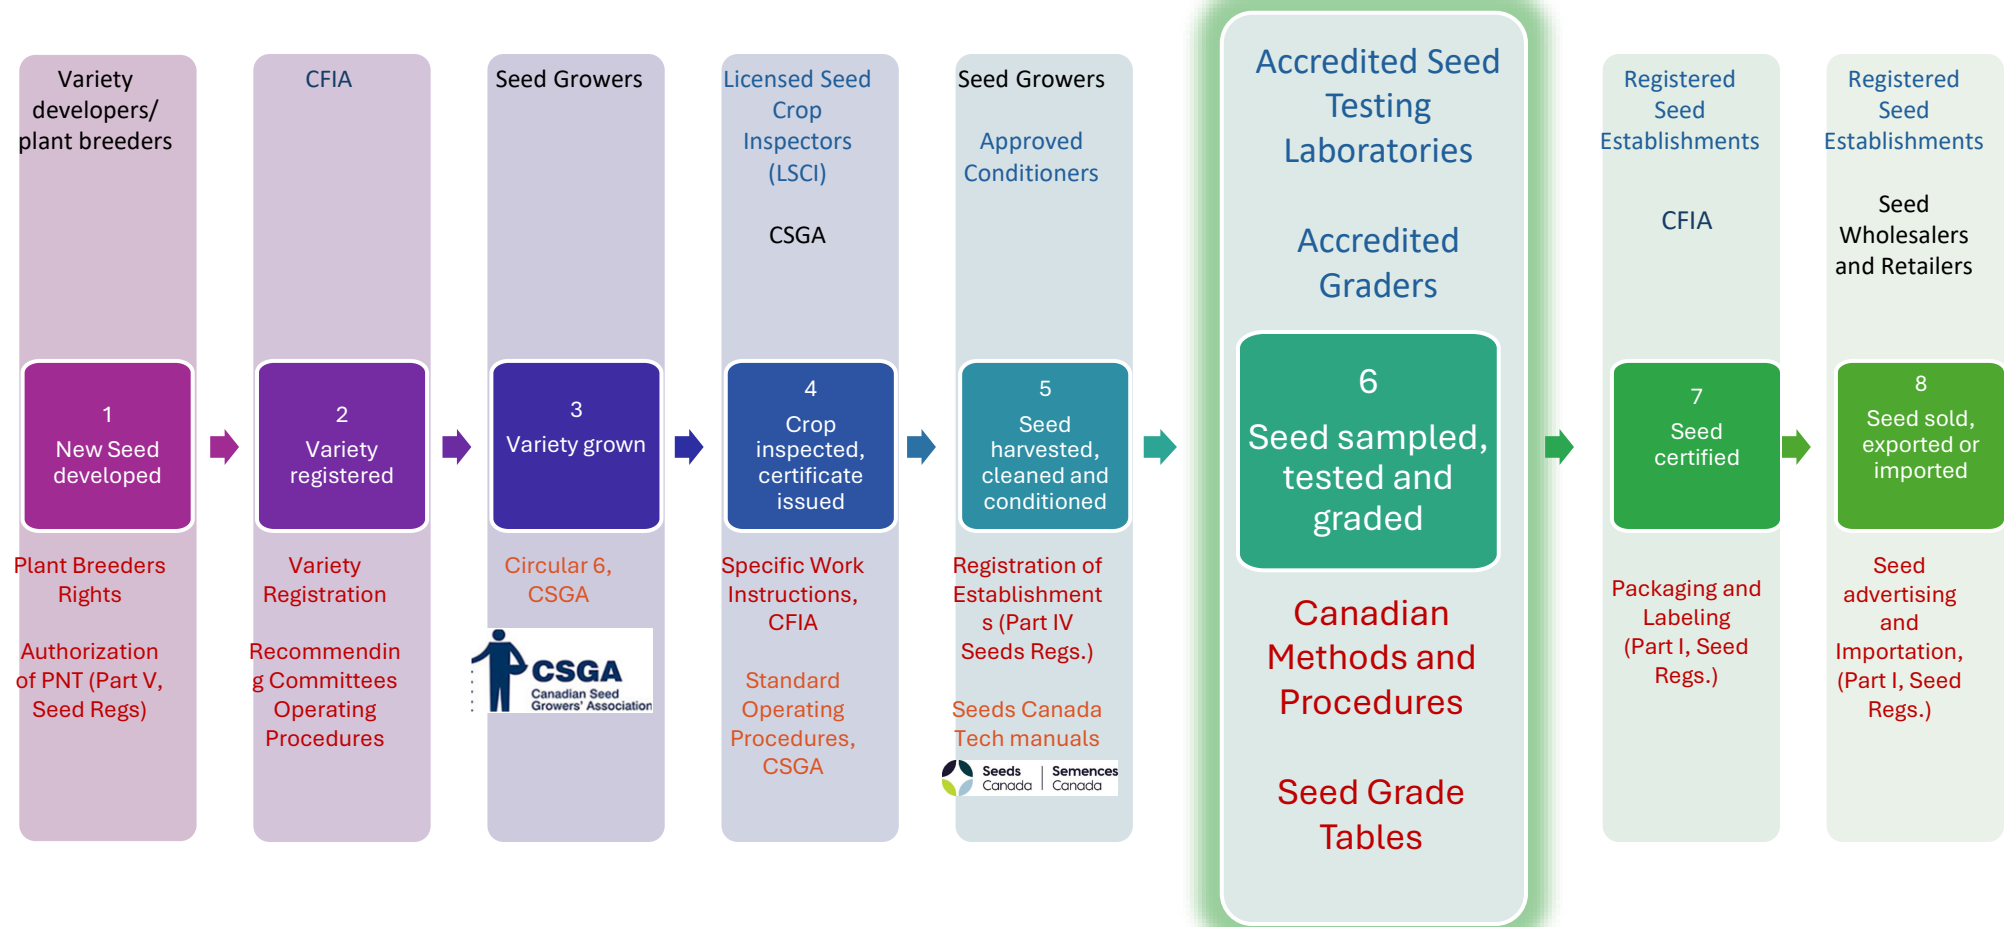 Variety
developers/
plant breeders
1
New Seed
developed
Plant Breeders
Rights
Authorization
of PNT (Part V,
Seed Regs)
CFIA
2
Variety
registered
Variety
Registration
Recommendin
g Committees
Operating
Procedures
Seed Growers
3
Variety grown
Circular 6,
CSGA
CSGA
Canadian Seed
Growers' Association
Licensed Seed
Crop
Inspectors
(LSCI)
CSGA
4
Crop
inspected,
certificate
issued
Specific Work
Instructions,
CFIA
Standard
Operating
Procedures,
CSGA
Seed Growers
Approved
Conditioners
5
Seed
harvested,
cleaned and
conditioned
Registration of
Establishment
s (Part IV
Seeds Regs.)
Seeds Canada
Tech manuals
Seeds
Canada
Semences
Canada
Accredited Seed
Testing
Laboratories
Accredited
Graders
6
Seed sampled,
tested and
graded
Canadian
Methods and
Procedures
Seed Grade
Tables
Registered
Seed
Establishments
CFIA
7
Seed
certified
Packaging and
Labeling
(Part I, Seed
Regs.)
Registered
Seed
Establishments
Seed
Wholesalers
and Retailers
8
Seed sold,
exported or
imported
Seed
advertising
and
Importation,
(Part I, Seed
Regs.)